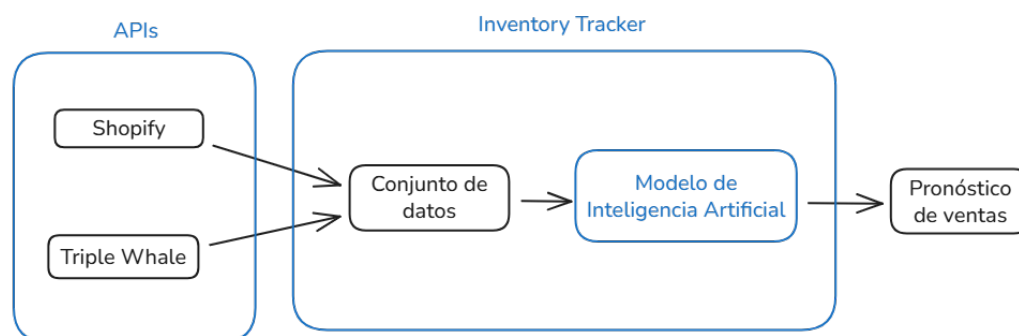 APIs
Inventory Tracker
Shopify
Triple Whale
Conjunto de
datos
Modelo de
Inteligencia Artificial
Pronóstico
de ventas